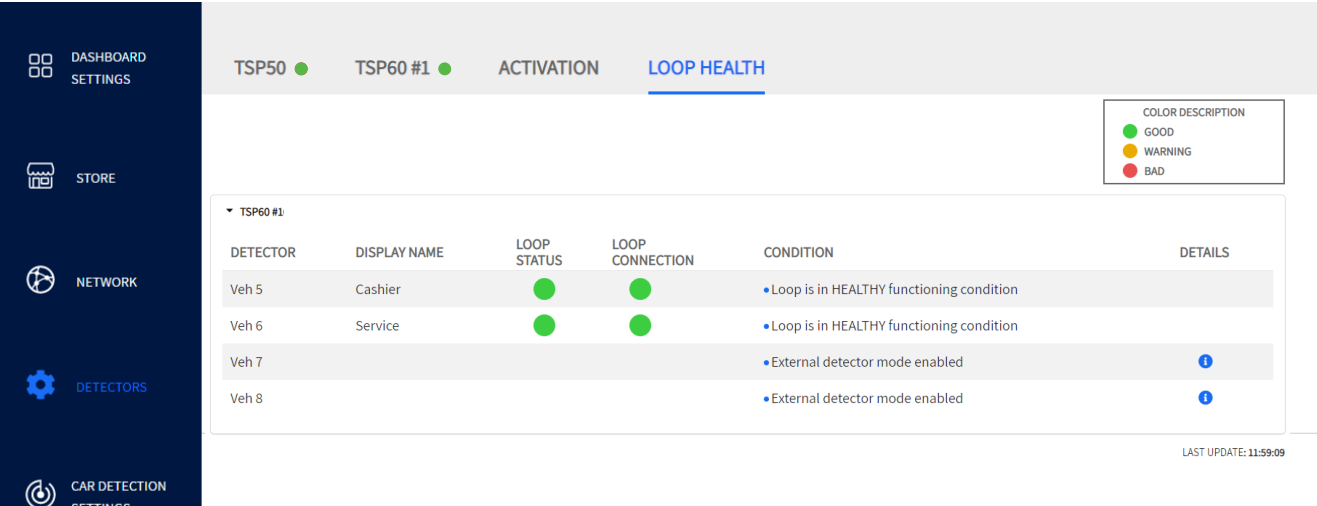 DASHBOARD
SETTINGS
STORE
NETWORK
DETECTORS
CAR DETECTION
TSP50
TSP60 #1
ACTIVATION
LOOP HEALTH
COLOR DESCRIPTION
GOOD
WARNING
BAD
TSP60 #1
DETECTOR DISPLAY NAME LOOP STATUS LOOP CONNECTION CONDITION DETAILS
Veh 5 Cashier Loop is in HEALTHY functioning condition
Veh 6 Service Loop is in HEALTHY functioning condition
Veh 7 External detector mode enabled
Veh 8 External detector mode enabled
LAST UPDATE: 11:59:09